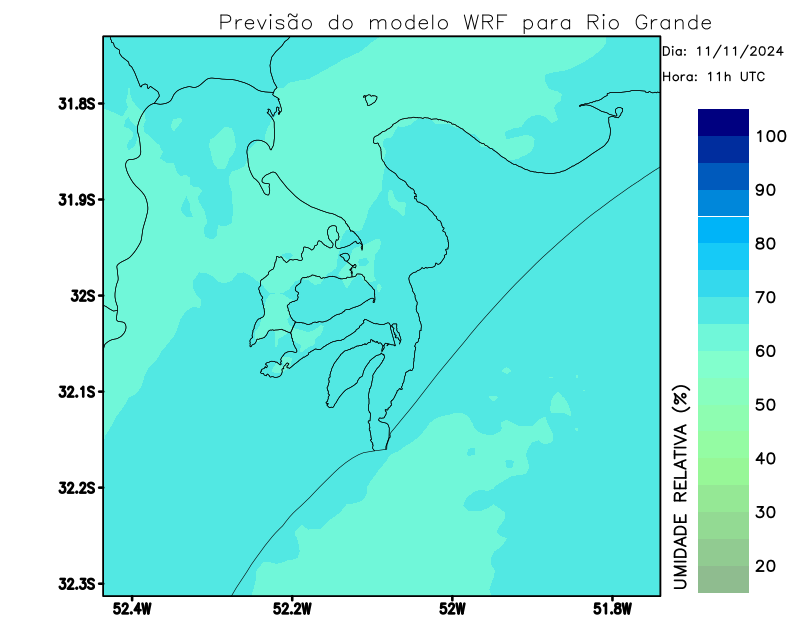 Previsão do modelo WRF para Rio Grande
Dia: 11/11/2024
Hora: 11h UTC
31.8S
31.9S
32S
32.1S
32.2S
32.3S
52.4W
52.2W
52W
51.8W
100
90
80
70
60
50
40
30
20
UMIDADE RELATIVA (%)